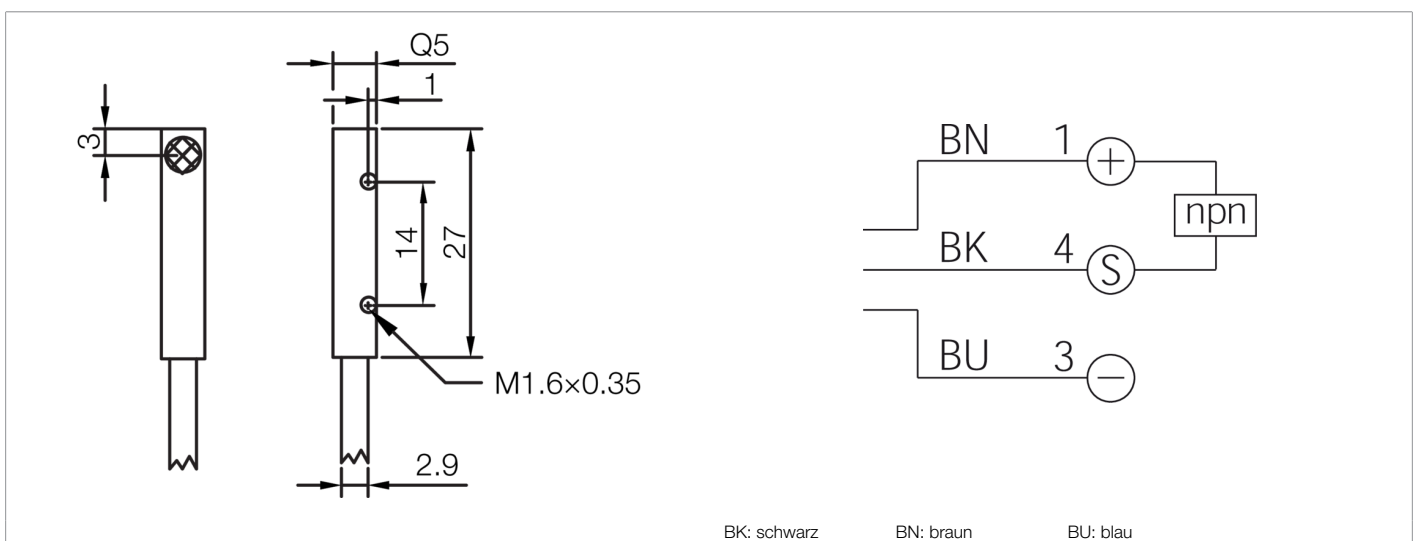 Q5
1
3
14
27
M1.6×0.35
2.9
BN 1 +
npn
BK 4 S
BU 3 −
BK: schwarz BN: braun BU: blau